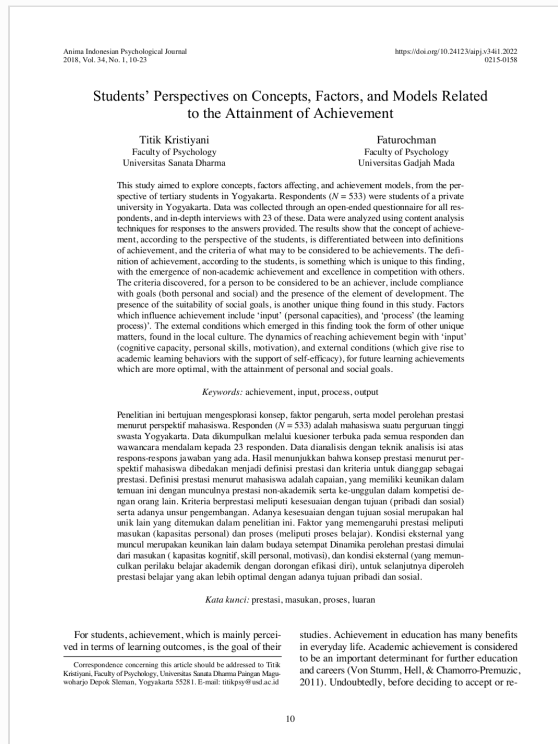 Anima Indonesian Psychological Journal
2018, Vol. 34, No. 1, 10-23
https://doi.org/10.24123/aipj.v34i1.2022
0215-0158
Students' Perspectives on Concepts, Factors, and Models Related
to the Attainment of Achievement
Titik Kristiyani
Faculty of Psychology
Universitas Sanata Dharma
Faturochman
Faculty of Psychology
Universitas Gadjah Mada
This study aimed to explore concepts, factors affecting, and achievement models, from the per-
spective of tertiary students in Yogyakarta. Respondents (N = 533) were students of a private
university in Yogyakarta. Data was collected through an open-ended questionnaire for all res-
pondents, and in-depth interviews with 23 of these. Data were analyzed using content analysis
techniques for responses to the answers provided. The results show that the concept of achieve-
ment, according to the perspective of the students, is differentiated between into definitions
of achievement, and the criteria of what may be considered to be achievements. The defi-
nition of achievement, according to the students, is something which is unique to this finding,
with the emergence of non-academic achievement and excellence in competition with others.
The criteria discovered, for a person to be considered to be an achiever, include compliance
with goals (both personal and social) and the presence of the element of development. The
presence of the suitability of social goals, is another unique thing found in this study. Factors
which influence achievement include 'input' (personal capacities), and 'process' (the learning
process)'. The external conditions which emerged in this finding took the form of other unique
matters, found in the local culture. The dynamics of reaching achievement begin with 'input'
(cognitive capacity, personal skills, motivation), and external conditions (which give rise to
academic learning behaviors with the support of self-efficacy), for future learning achievements
which are more optimal, with the attainment of personal and social goals.
Keywords: achievement, input, process, output
Penelitian ini bertujuan mengesplorasi konsep, faktor pengaruh, serta model perolehan prestasi
menurut perspektif mahasiswa. Responden (N = 533) adalah mahasiswa suatu perguruan tinggi
swasta Yogyakarta. Data dikumpulkan melalui kuesioner terbuka pada semua responden dan
wawancara mendalam kepada 23 responden. Data dianalisis dengan teknik analisis isi atas
respons-respons jawaban yang ada. Hasil menunjukkan bahwa konsep prestasi menurut per-
spektif mahasiswa dibedakan menjadi definisi prestasi dan kriteria untuk dianggap sebagai
prestasi. Definisi prestasi menurut mahasiswa adalah capaian, yang memiliki keunikan dalam
temuan ini dengan munculnya prestasi non-akademik serta ke-unggulan dalam kompetisi de-
ngan orang lain. Kriteria berprestasi meliputi kesesuaian dengan tujuan (pribadi dan sosial)
serta adanya unsur pengembangan. Adanya kesesuaian dengan tujuan sosial merupakan hal
unik lain yang ditemukan dalam penelitian ini. Faktor yang memengaruhi prestasi meliputi
masukan (kapasitas personal) dan proses (meliputi proses belajar). Kondisi eksternal yang
muncul merupakan keunikan lain dalam budaya setempat Dinamika perolehan prestasi dimulai
dari masukan ( kapasitas kognitif, skill personal, motivasi), dan kondisi eksternal (yang memun-
culkan perilaku belajar akademik dengan dorongan efikasi diri), untuk selanjutnya diperoleh
prestasi belajar yang akan lebih optimal dengan adanya tujuan pribadi dan sosial.
Kata kunci: prestasi, masukan, proses, luaran
For students, achievement, which is mainly percei-
ved in terms of learning outcomes, is the goal of their
Correspondence concerning this article should be addressed to Titik
Kristiyani, Faculty of Psychology, Universitas Sanata Dharma Paingan Magu-
woharjo Depok Sleman, Yogyakarta 55281. E-mail: titikpsy@usd.ac.id
studies. Achievement in education has many benefits
in everyday life. Academic achievement is considered
to be an important determinant for further education
and careers (Von Stumm, Hell, & Chamorro-Premuzic,
2011). Undoubtedly, before deciding to accept or re-
10